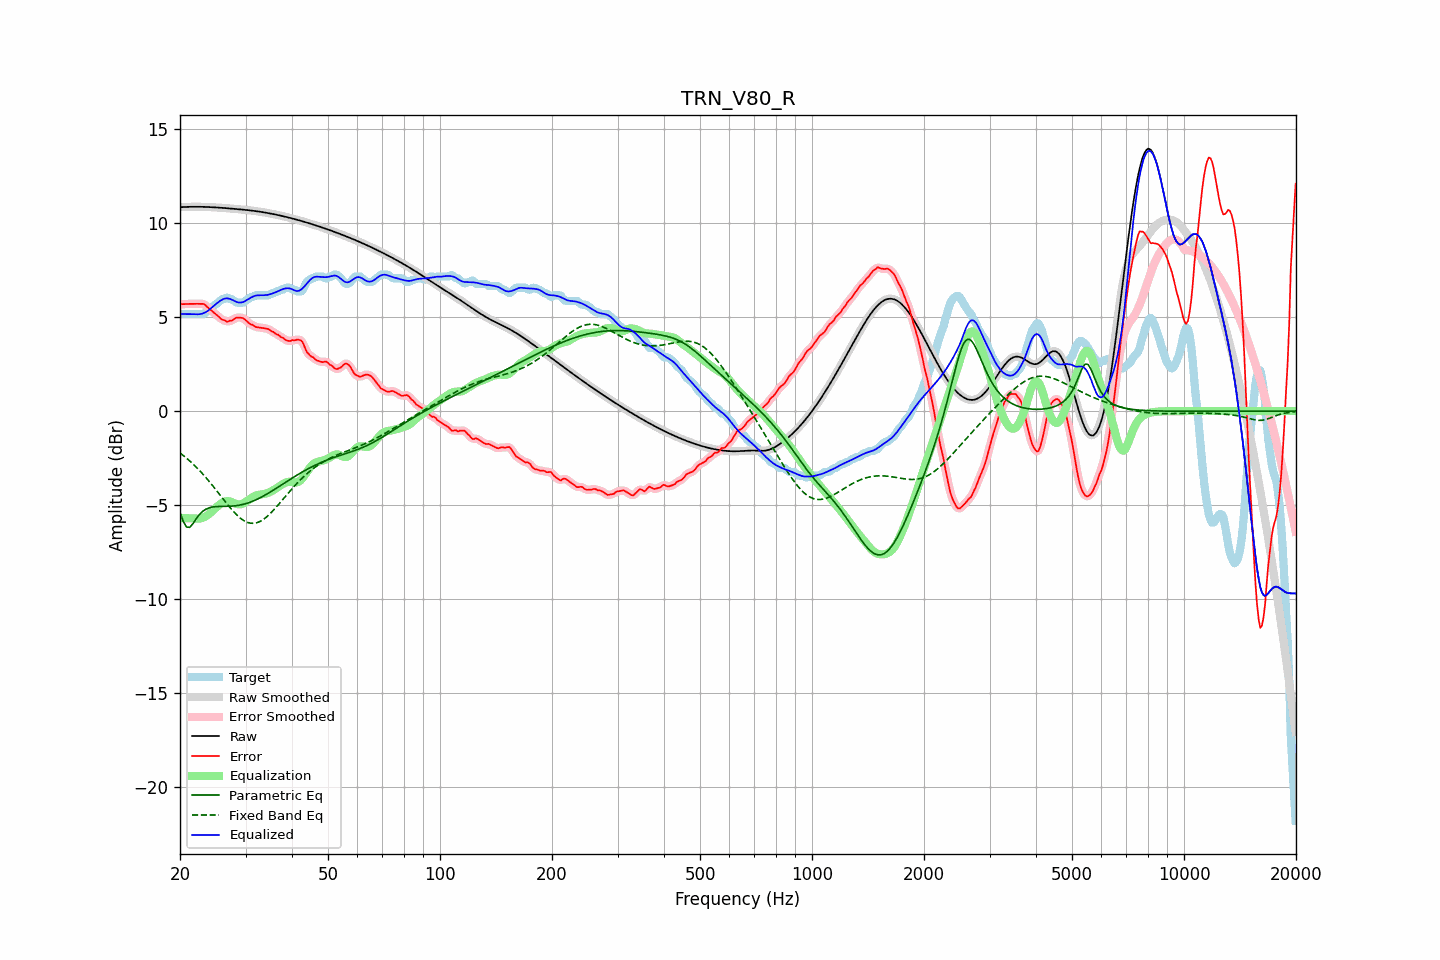 TRN_V80_R
15
10
5
0
−5
−10
−15
−20
Amplitude (dBr)
Target
Raw Smoothed
Error Smoothed
Raw
Error
Equalization
Parametric Eq
Fixed Band Eq
Equalized
20 50 100 200 500 1000 2000 5000 10000 20000
Frequency (Hz)